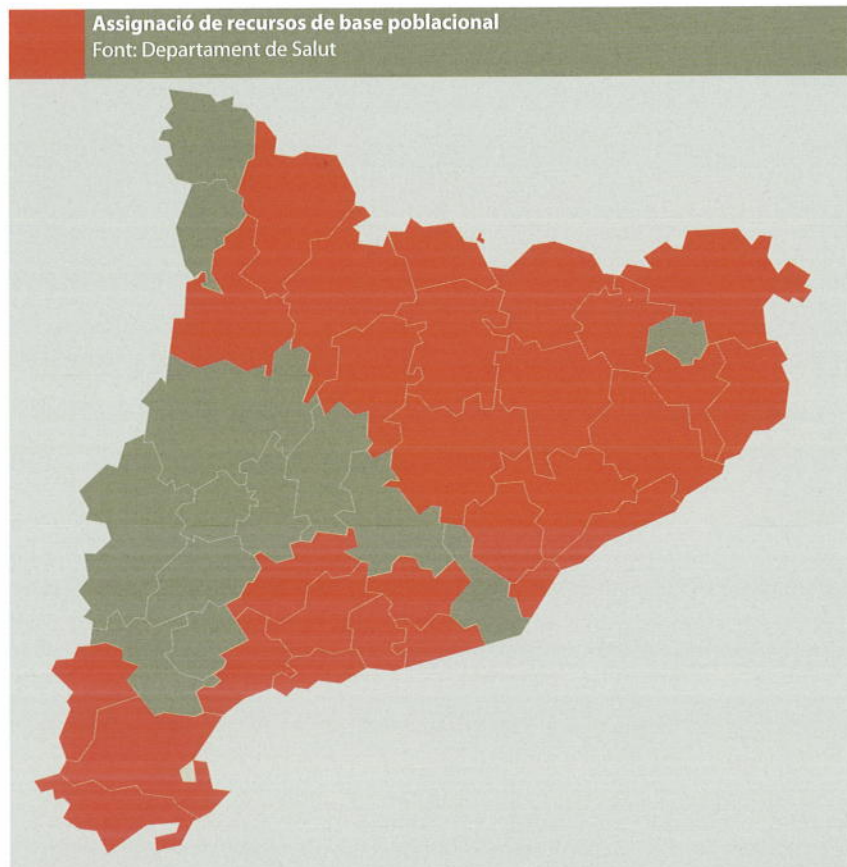 Assignació de recursos de base poblacional
Font: Departament de Salut